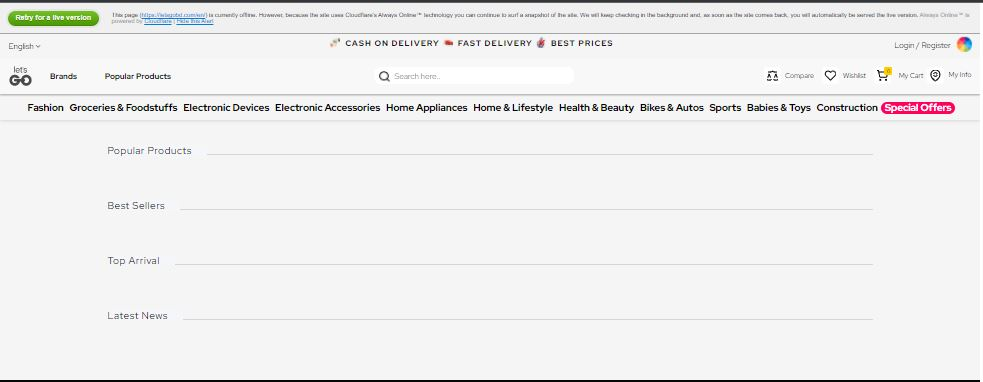 Retry for a live version
This page (https://letsgobd.com/en/) is currently offline. However, because the site uses Cloudflare's Always Online™ technology you can continue to surf a snapshot of the site. We will keep checking in the background and, as soon as the site comes back, you will automatically be served the live version. Always Online™ is
powered by Cloudflare | Hide this Alert
English
CASH ON DELIVERY FAST DELIVERY BEST PRICES
Login / Register
let's GO
Brands Popular Products Search here.. Compare Wishlist 0 My Cart My Info
Fashion Groceries & Foodstuffs Electronic Devices Electronic Accessories Home Appliances Home & Lifestyle Health & Beauty Bikes & Autos Sports Babies & Toys Construction Special Offers
Popular Products
Best Sellers
Top Arrival
Latest News